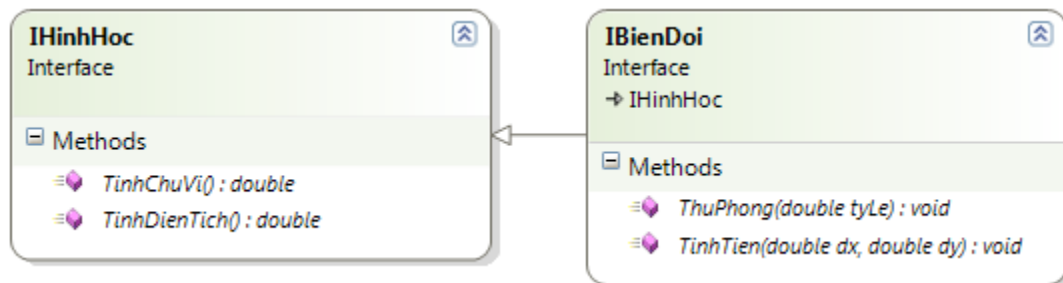 IHinhHoc
Interface
Methods
TinhChuVi() : double
TinhDienTich() : double
IBienDoi
Interface
IHinhHoc
Methods
ThuPhong(double tyLe) : void
TinhTien(double dx, double dy) : void